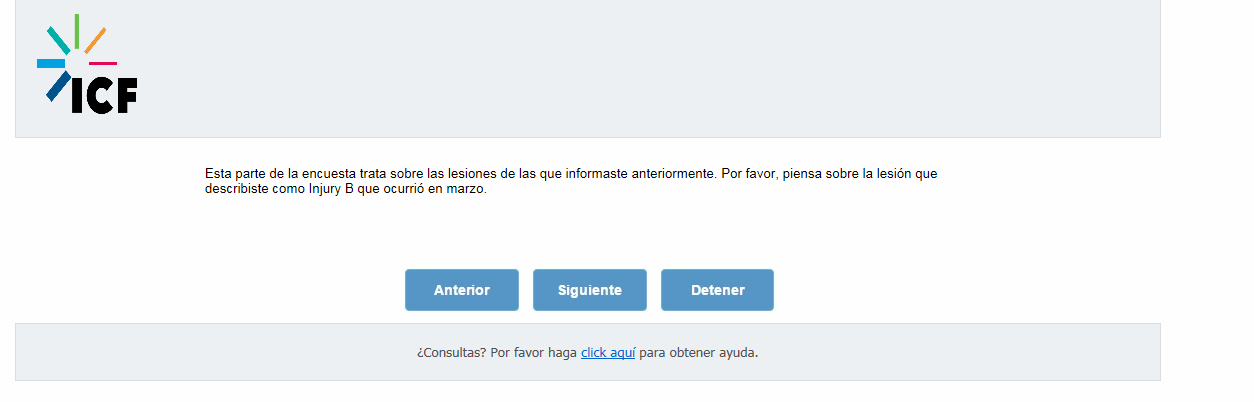 ICF
Esta parte de la encuesta trata sobre las lesiones de las que informaste anteriormente. Por favor, piensa sobre la lesión que
describiste como Injury B que ocurrió en marzo.
Anterior Siguiente Detener
¿Consultas? Por favor haga click aquí para obtener ayuda.